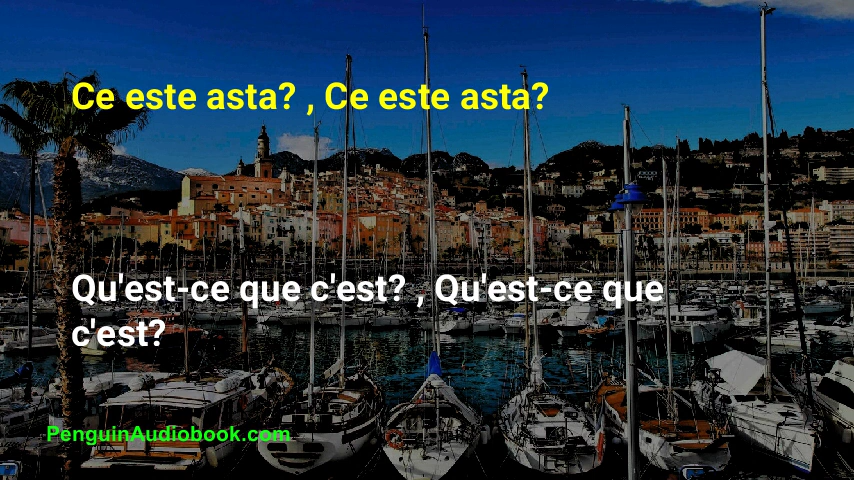 Ce este asta? , Ce este asta?
Qu'est-ce que c'est? , Qu'est-ce que
c'est?
PenguinAudiobook.com